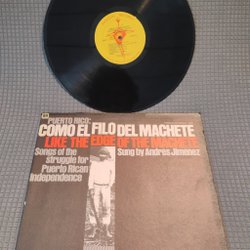 PUERTO RICO:
COMO EL FILO DEL MACHETE
LIKE THE EDGE OF THE MACHETE
Songs of the Sung by Andrés Jiménez
struggle for
Puerto Rican
Independence